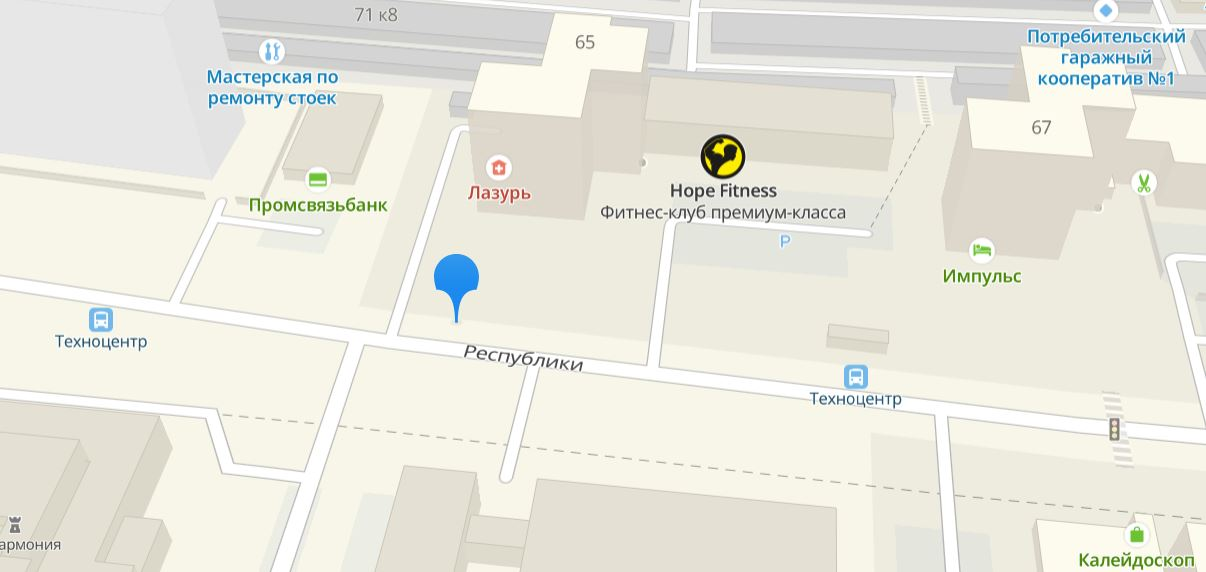 71 к8
65
Потребительский
гаражный
кооператив №1
Мастерская по
ремонту стоек
67
Лазурь
Hope Fitness
Фитнес-клуб премиум-класса
Промсвязьбанк
P
Импульс
Техноцентр
Республики
Техноцентр
армония
Калейдоскоп